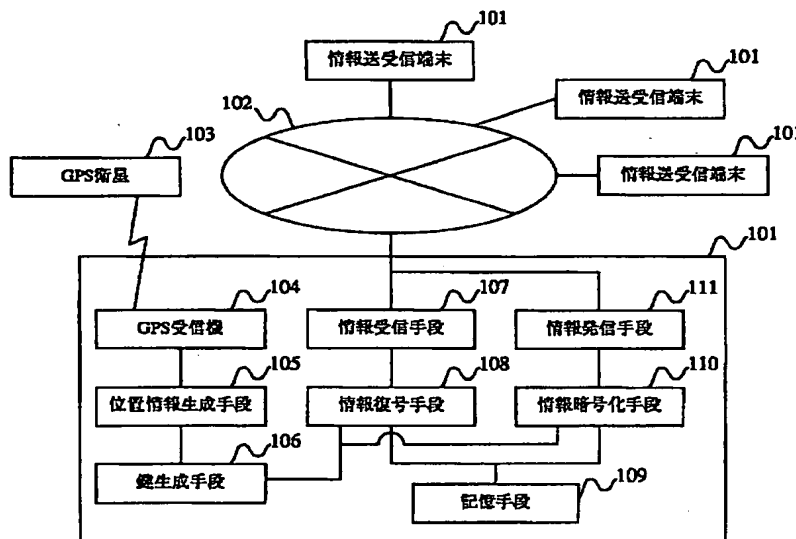 101
情報送受信端末
101
情報送受信端末
102
103
GPS衛星
101
情報送受信端末
101
104
GPS受信機
107
情報受信手段
111
情報発信手段
105
位置情報生成手段
108
情報復号手段
110
情報暗号化手段
106
鍵生成手段
109
記憶手段